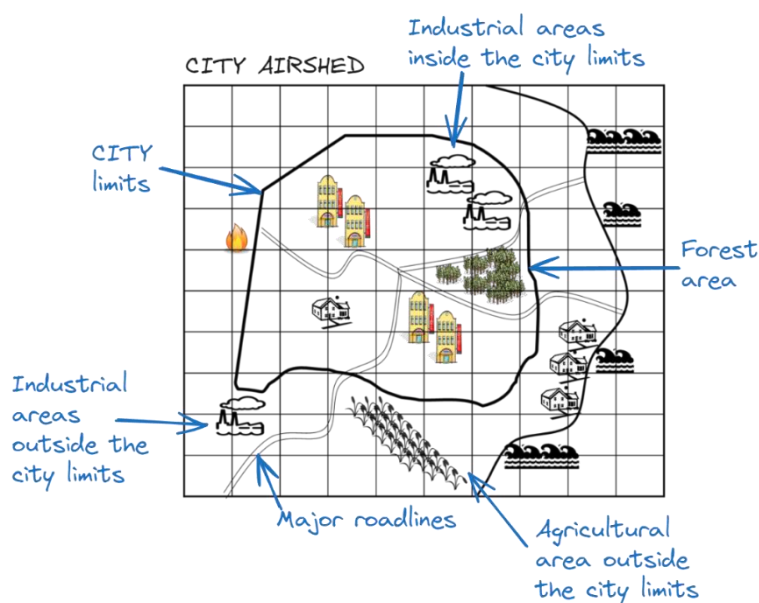 Industrial areas
inside the city limits
CITY AIRSHED
CITY
limits
Forest
area
Industrial
areas
outside the
city limits
Major roadlines
Agricultural
area outside
the city limits